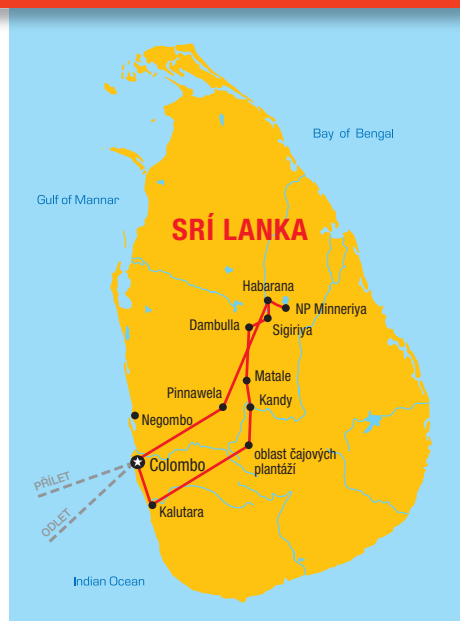 Bay of Bengal
Gulf of Mannar
SRÍ LANKA
Habarana
NP Minneriya
Dambulla
Sigiriya
Matale
Pinnawela
Kandy
Negombo
oblast čajových
plantáží
Colombo
PŘÍLET
ODLET
Kalutara
Indian Ocean